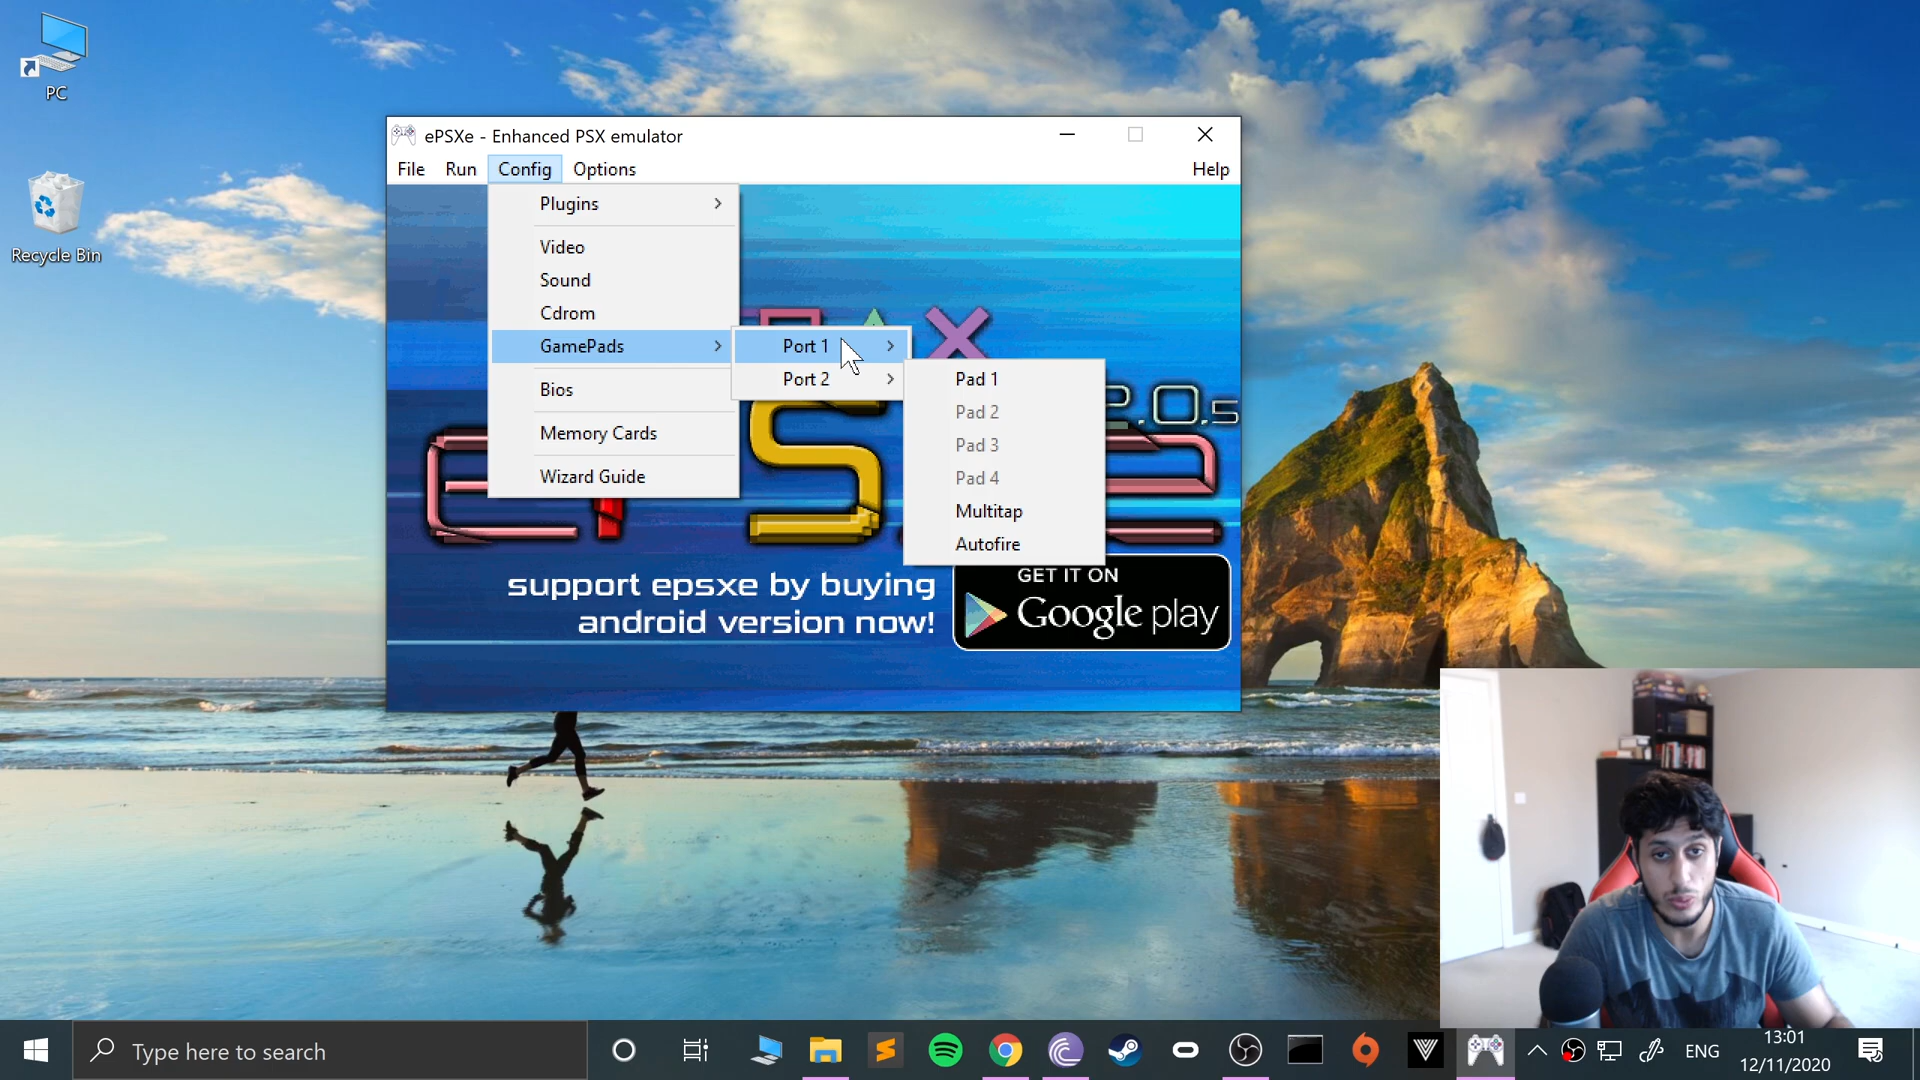 PC
Recycle Bin
ePSXe - Enhanced PSX emulator
File Run Config Options Help
Plugins
Video
Sound
Cdrom
GamePads
Bios
Memory Cards
Wizard Guide
Port 1
Port 2
Pad 1
Pad 2
Pad 3
Pad 4
Multitap
Autofire
2.0.5
support epsxe by buying
android version now!
GET IT ON
Google play
Type here to search
ENG
13:01
12/11/2020